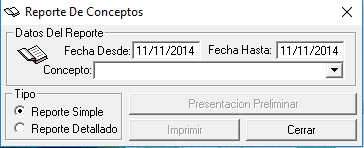 Reporte De Conceptos
Datos Del Reporte
Fecha Desde: 11/11/2014 Fecha Hasta: 11/11/2014
Concepto:
Tipo
Reporte Simple
Reporte Detallado
Presentacion Preliminar
Imprimir Cerrar